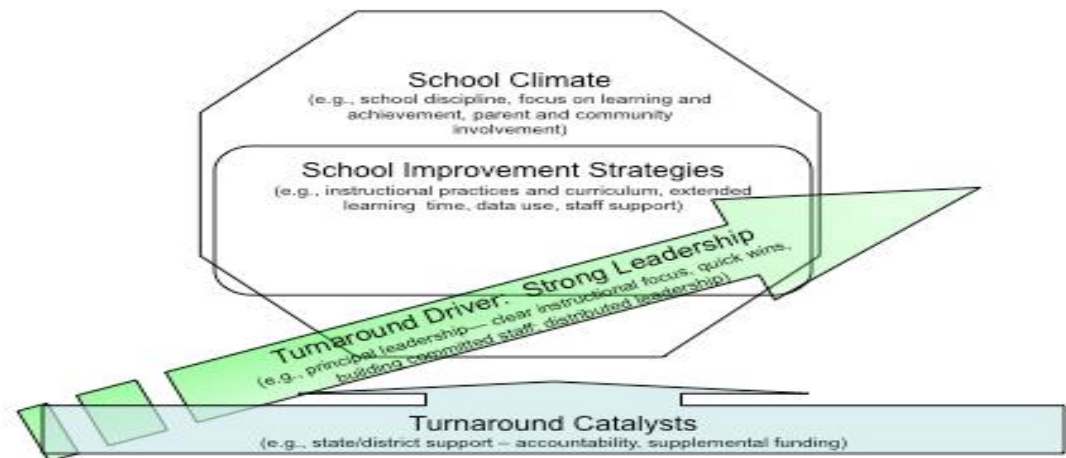 School Climate
(e.g., school discipline, focus on learning and
achievement, parent and community
involvement)
School Improvement Strategies
(e.g., instructional practices and curriculum, extended
learning time, data use, staff support)
Turnaround Driver: Strong Leadership
(e.g., principal leadership— clear instructional focus, quick wins,
building committed staff; distributed leadership)
Turnaround Catalysts
(e.g., state/district support – accountability, supplemental funding)